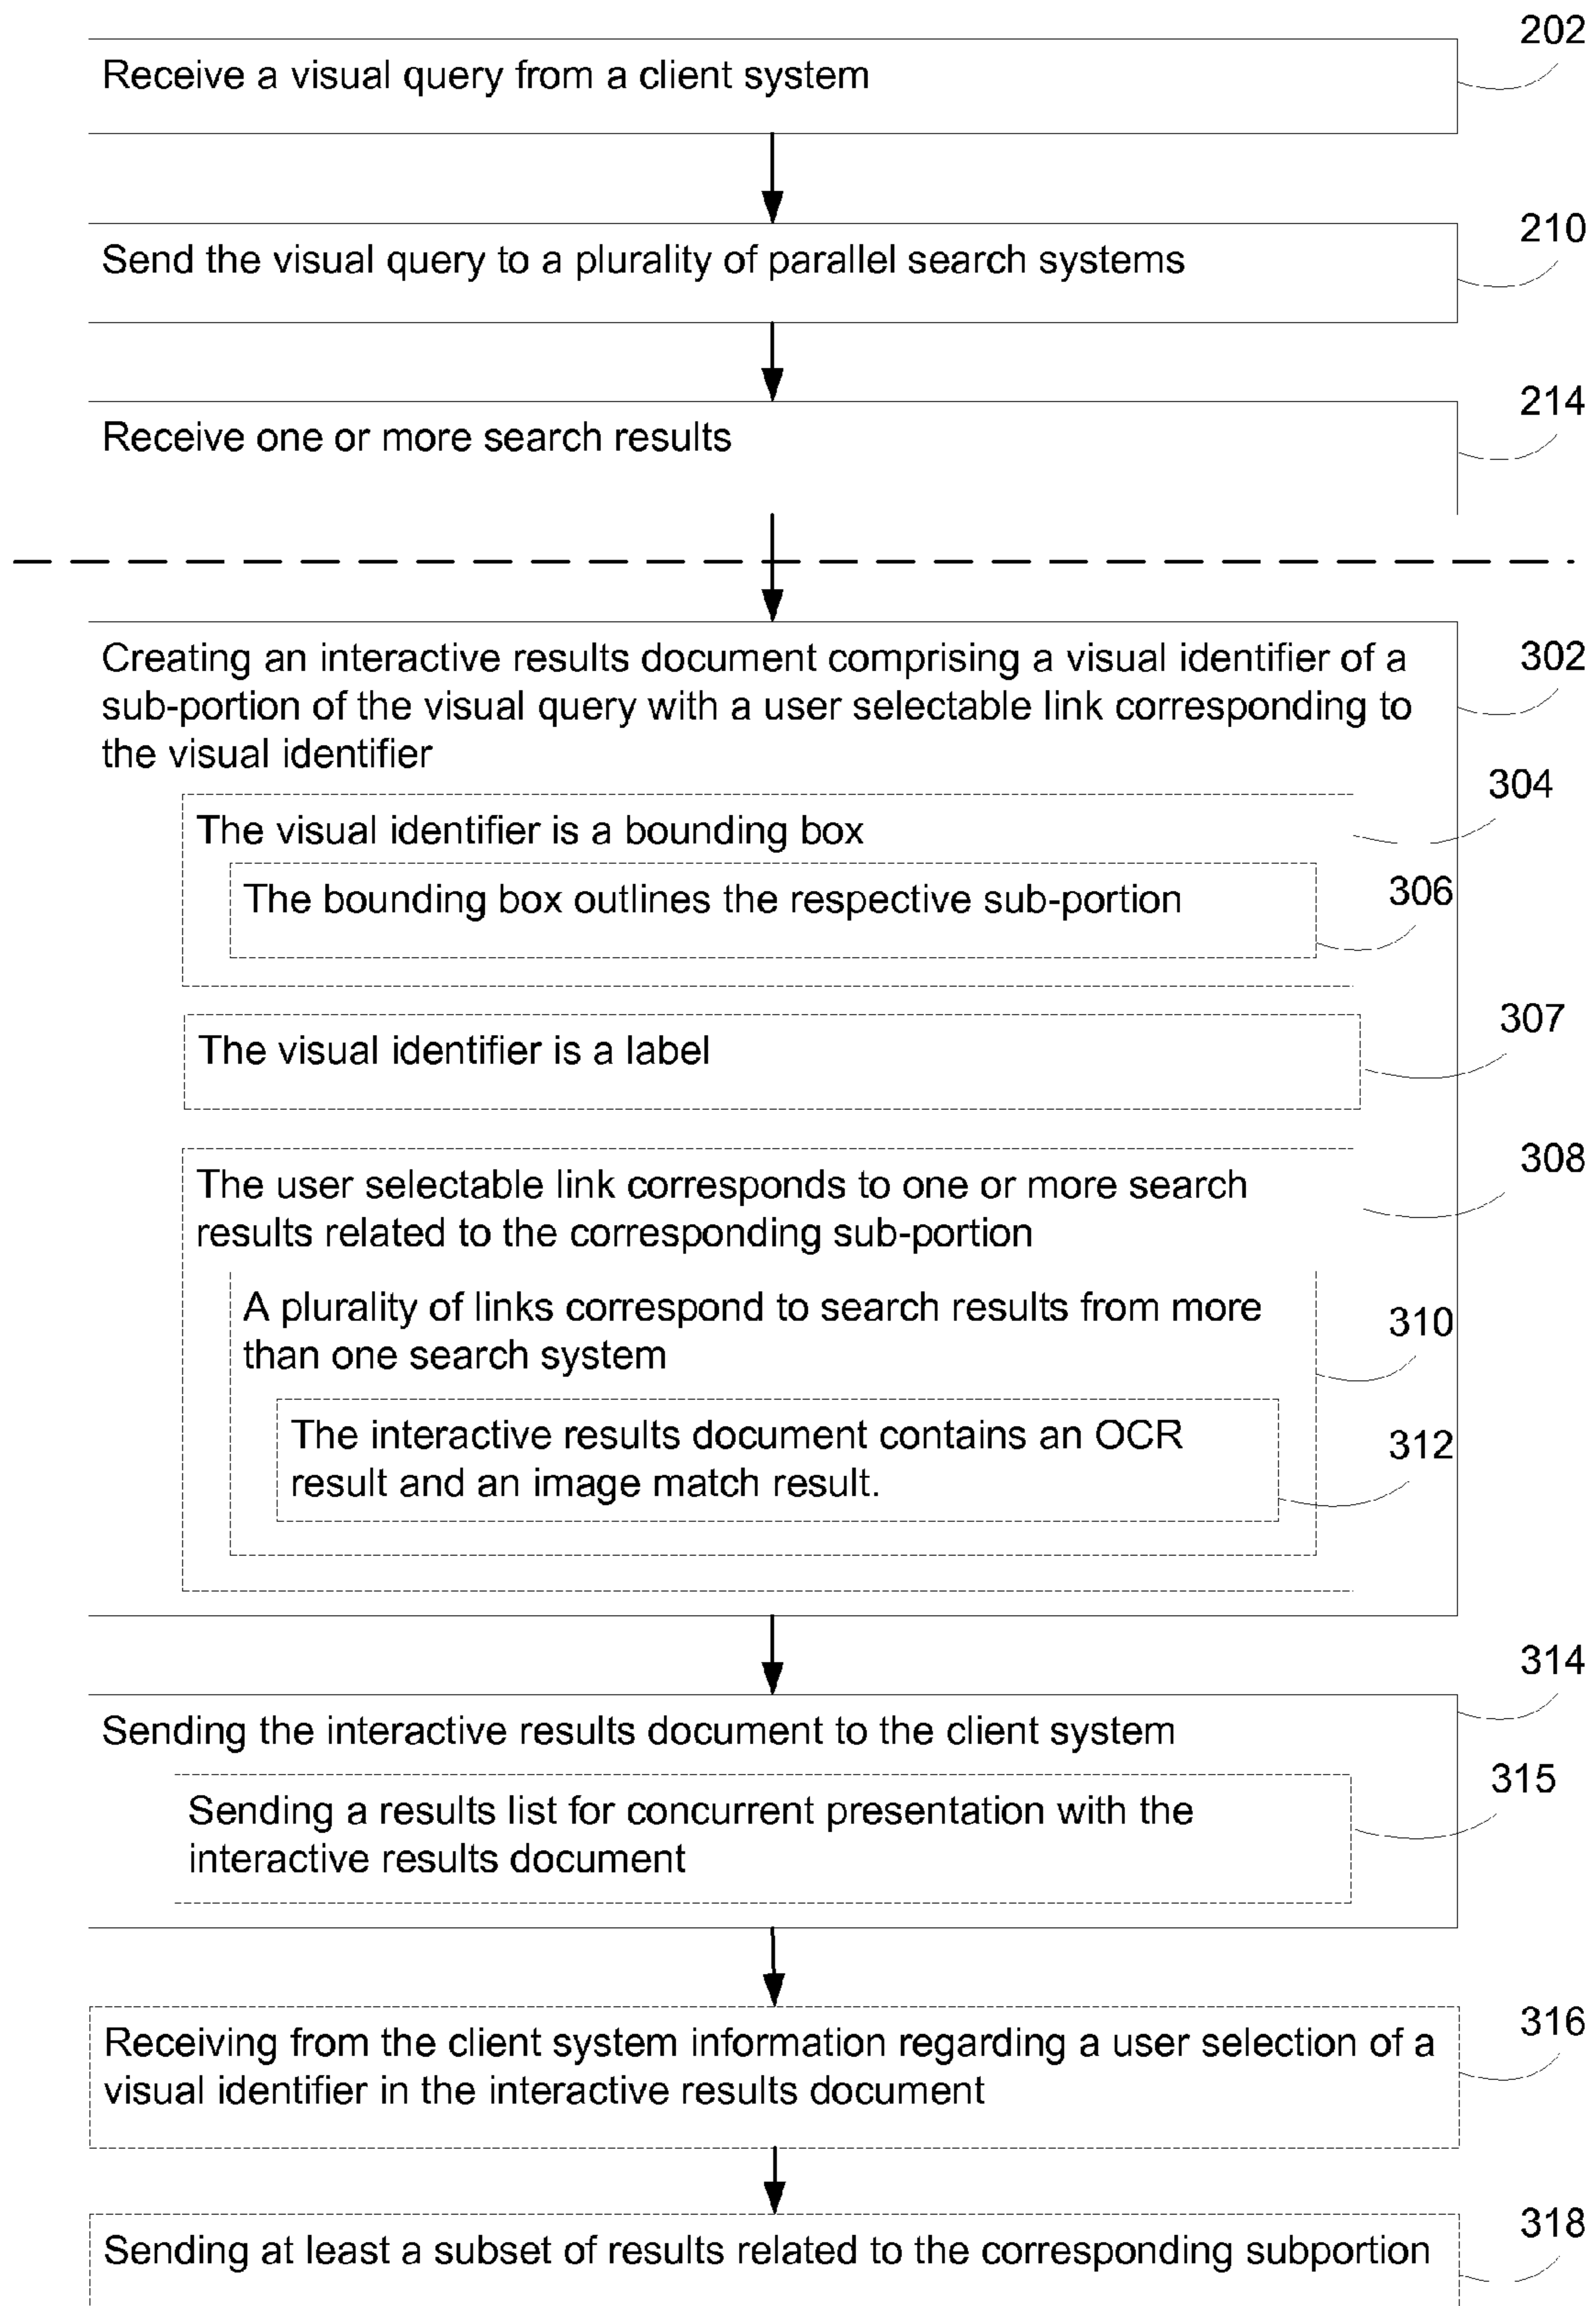 202
Receive a visual query from a client system
210
Send the visual query to a plurality of parallel search systems
214
Receive one or more search results
302
Creating an interactive results document comprising a visual identifier of a
sub-portion of the visual query with a user selectable link corresponding to
the visual identifier
304
The visual identifier is a bounding box
306
The bounding box outlines the respective sub-portion
307
The visual identifier is a label
308
The user selectable link corresponds to one or more search
results related to the corresponding sub-portion
310
A plurality of links correspond to search results from more
than one search system
312
The interactive results document contains an OCR
result and an image match result.
314
Sending the interactive results document to the client system
315
Sending a results list for concurrent presentation with the
interactive results document
316
Receiving from the client system information regarding a user selection of a
visual identifier in the interactive results document
318
Sending at least a subset of results related to the corresponding subportion